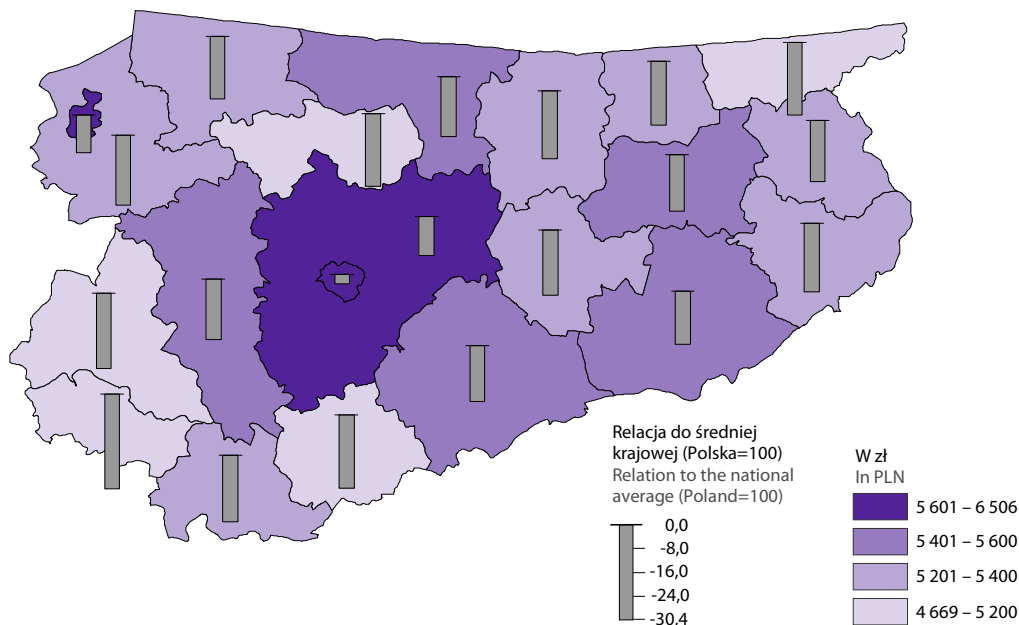 Relacja do średniej
krajowej (Polska=100)
Relation to the national
average (Poland=100)
0,0
-8,0
-16,0
-24,0
-30,4
W zł
In PLN
5 601 – 6 506
5 401 – 5 600
5 201 – 5 400
4 669 – 5 200